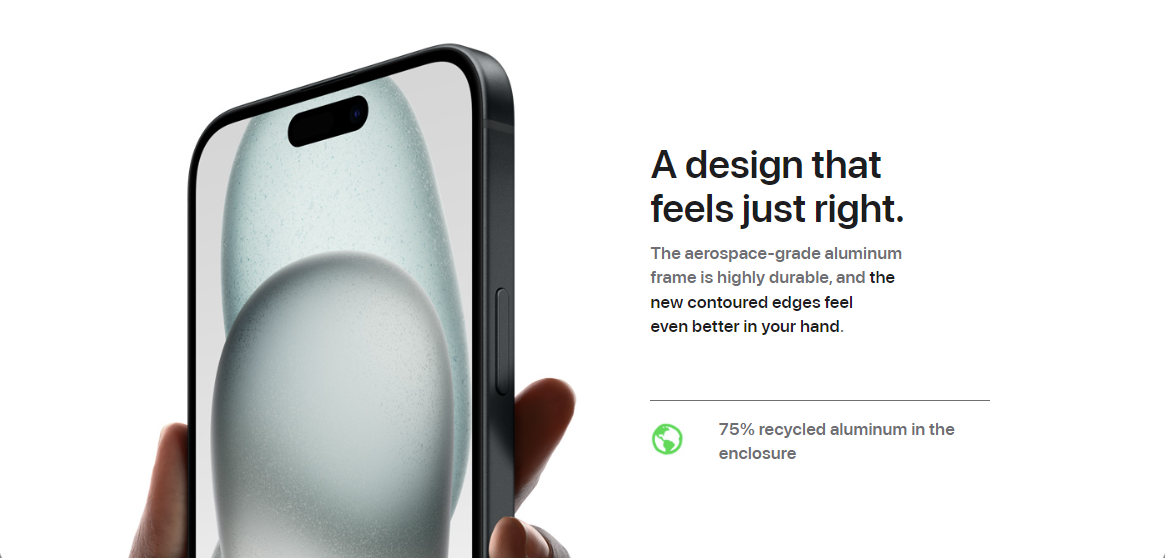 A design that
feels just right.
The aerospace-grade aluminum
frame is highly durable, and the
new contoured edges feel
even better in your hand.
75% recycled aluminum in the
enclosure